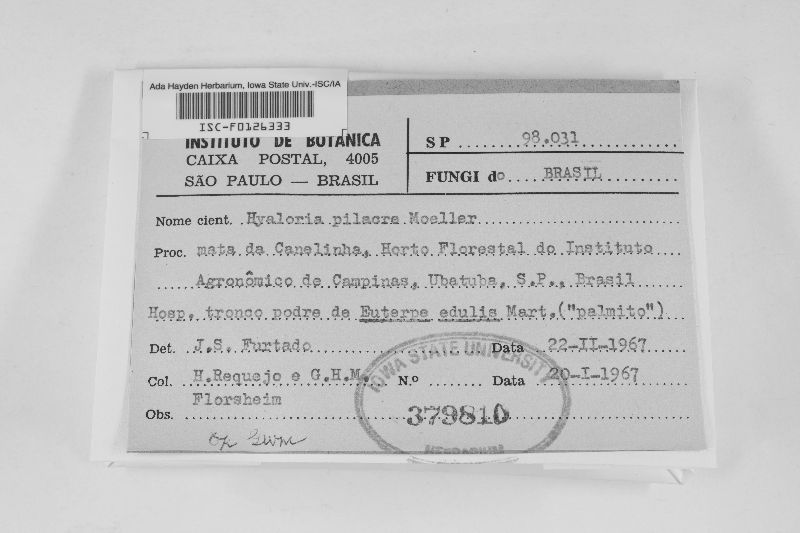 Ada Hayden Herbarium, Iowa State Univ.-ISC/IA
ISC-F0126333
INSTITUTO DE BOTÂNICA
CAIXA POSTAL, 4005
SÃO PAULO — BRASIL
SP 98.031
FUNGI do BRASIL
Nome cient. Hyaloria pilacre Moeller
Proc. mata da Canelinha, Horto Florestal do Instituto
Agronômico de Campinas, Ubatuba, S.P., Brasil
Hosp. tronco podre de Euterpe edulis Mart. ("palmito")
Det. J.S. Furtado Data 22-II-1967
Col. H.Requejo e G.H.M. N.º Data 20-I-1967
Florsheim
Obs.
IOWA STATE UNIVERSITY
379810
HERBARIUM